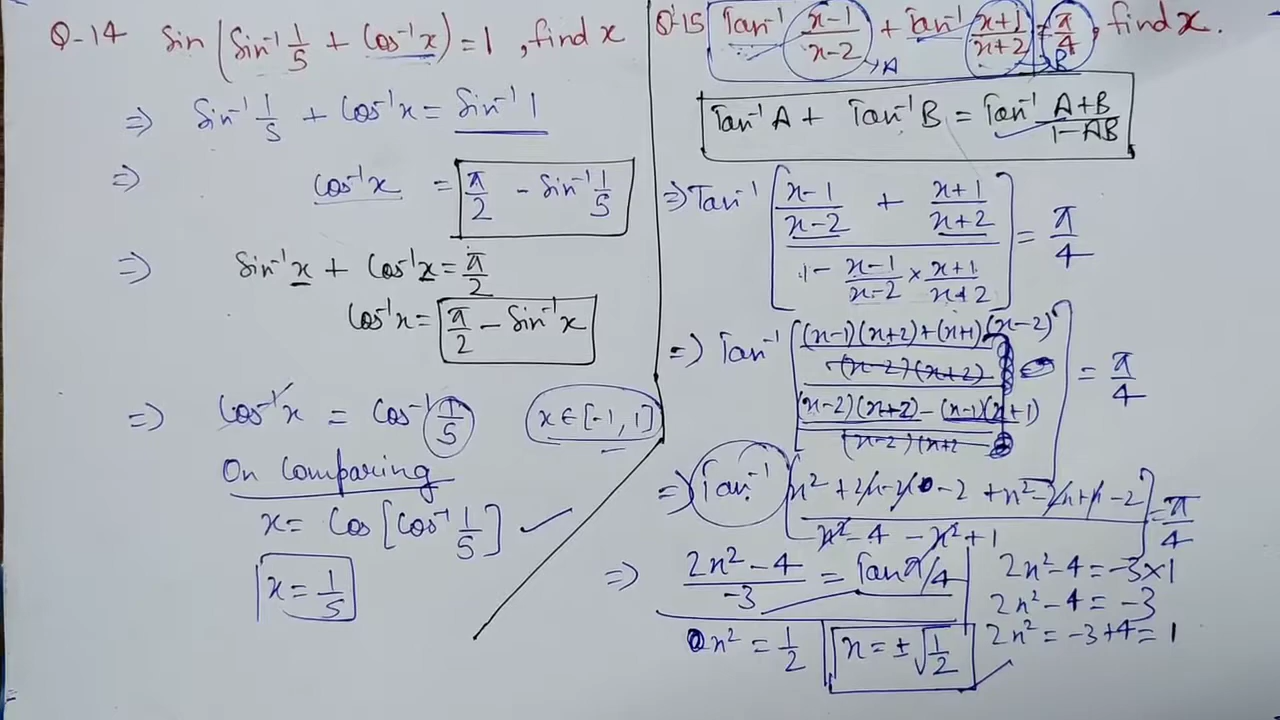 Q-14 Sin(Sin⁻¹ 1/5 + Cos⁻¹x) = 1, find x
⇒ Sin⁻¹ 1/5 + Cos⁻¹x = Sin⁻¹ 1
⇒ Cos⁻¹x = π/2 - Sin⁻¹ 1/5
⇒ Sin⁻¹x + Cos⁻¹x = π/2
Cos⁻¹x = π/2 - Sin⁻¹x
⇒ Cos⁻¹x = Cos⁻¹ 1/5 x ∈ [-1, 1]
On Comparing
x = Cos[Cos⁻¹ 1/5]
x = 1/5
Q-15 Tan⁻¹ (x-1)/(x-2) + Tan⁻¹ (x+1)/(x+2) = π/4, find x.
A B
Tan⁻¹A + Tan⁻¹B = Tan⁻¹ (A+B)/(1-AB)
⇒ Tan⁻¹ [((x-1)/(x-2) + (x+1)/(x+2)) / (1 - (x-1)/(x-2) × (x+1)/(x+2))] = π/4
⇒ Tan⁻¹ [((x-1)(x+2)+(x+1)(x-2) / (x-2)(x+2)) / ((x-2)(x+2)-(x-1)(x+1) / (x-2)(x+2))] = π/4
⇒ Tan⁻¹ [(x²+2x-x-2+x²-2x+x-2) / (x²-4-x²+1)] = π/4
⇒ (2x²-4)/-3 = Tan π/4
2x²-4 = -3×1
2x²-4 = -3
2x² = -3+4 = 1
x² = 1/2 x = ±√(1/2)